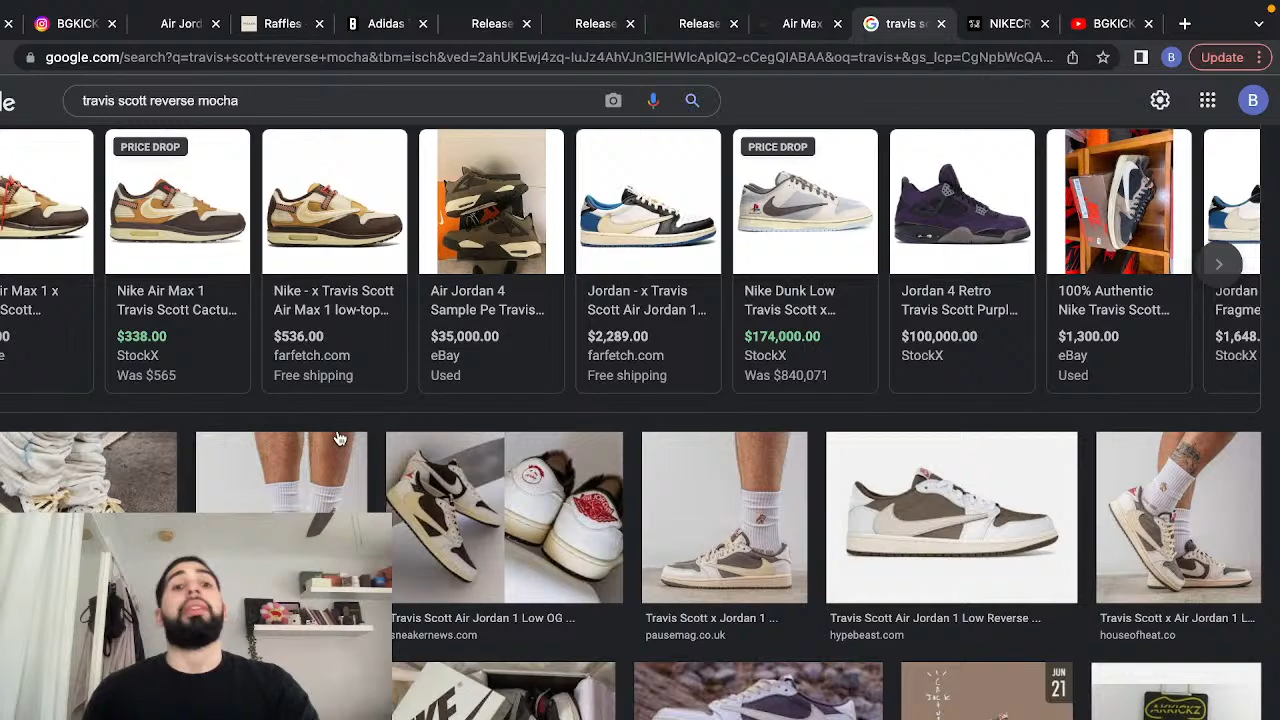 BGKICK
Air Jord
Raffles
Adidas
Release
Release
Release
Air Max
travis s
NIKECR
BGKICK
google.com/search?q=travis+scott+reverse+mocha&tbm=isch&ved=2ahUKEwj4zq-luJz4AhVJn3IEHWIcApIQ2-cCegQIABAA&oq=travis+&gs_lcp=CgNpbWcQA...
B
Update
le
travis scott reverse mocha
B
PRICE DROP
PRICE DROP
ir Max 1 x
Scott...
00
e
Nike Air Max 1
Travis Scott Cactu...
$338.00
StockX
Was $565
Nike - x Travis Scott
Air Max 1 low-top...
$536.00
farfetch.com
Free shipping
Air Jordan 4
Sample Pe Travis...
$35,000.00
eBay
Used
Jordan - x Travis
Scott Air Jordan 1...
$2,289.00
farfetch.com
Free shipping
Nike Dunk Low
Travis Scott x...
$174,000.00
StockX
Was $840,071
Jordan 4 Retro
Travis Scott Purpl...
$100,000.00
StockX
100% Authentic
Nike Travis Scott...
$1,300.00
eBay
Used
Jordan
Fragme
$1,648.
StockX
Travis Scott Air Jordan 1 Low OG ...
sneakernews.com
Travis Scott x Jordan 1 ...
pausemag.co.uk
Travis Scott Air Jordan 1 Low Reverse ...
hypebeast.com
Travis Scott x Air Jordan 1 L...
houseofheat.co
JUN
21
AKKICKZ